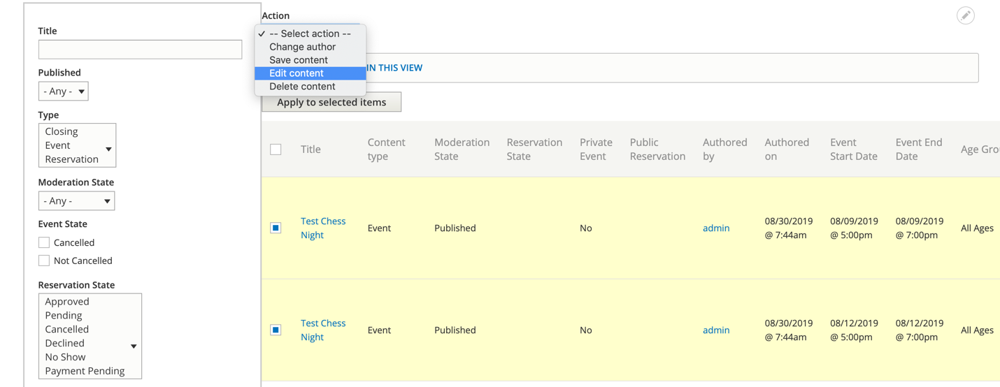 Title
Published
- Any -
Type
Closing
Event
Reservation
Moderation State
- Any -
Event State
Cancelled
Not Cancelled
Reservation State
Approved
Pending
Cancelled
Declined
No Show
Payment Pending
Action
-- Select action --
Change author
Save content
Edit content
Delete content
IN THIS VIEW
Apply to selected items
Title
Content
type
Moderation
State
Reservation
State
Private
Event
Public
Reservation
Authored
by
Authored
on
Event
Start Date
Event End
Date
Age Gro
Test Chess
Night
Event
Published
No
admin
08/30/2019
@ 7:44am
08/09/2019
@ 5:00pm
08/09/2019
@ 7:00pm
All Ages
Test Chess
Night
Event
Published
No
admin
08/30/2019
@ 7:44am
08/12/2019
@ 5:00pm
08/12/2019
@ 7:00pm
All Ages